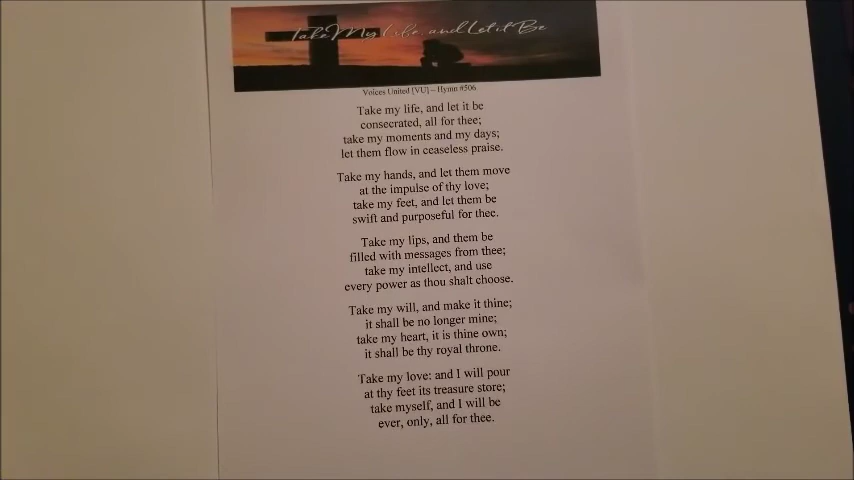 Take My Life, and Let it Be
Voices United [VU] – Hymn #506
Take my life, and let it be
consecrated, all for thee;
take my moments and my days;
let them flow in ceaseless praise.
Take my hands, and let them move
at the impulse of thy love;
take my feet, and let them be
swift and purposeful for thee.
Take my lips, and them be
filled with messages from thee;
take my intellect, and use
every power as thou shalt choose.
Take my will, and make it thine;
it shall be no longer mine;
take my heart, it is thine own;
it shall be thy royal throne.
Take my love: and I will pour
at thy feet its treasure store;
take myself, and I will be
ever, only, all for thee.